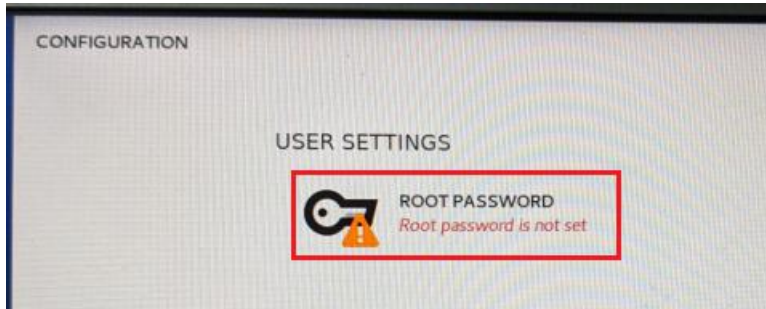 CONFIGURATION
USER SETTINGS
ROOT PASSWORD
Root password is not set